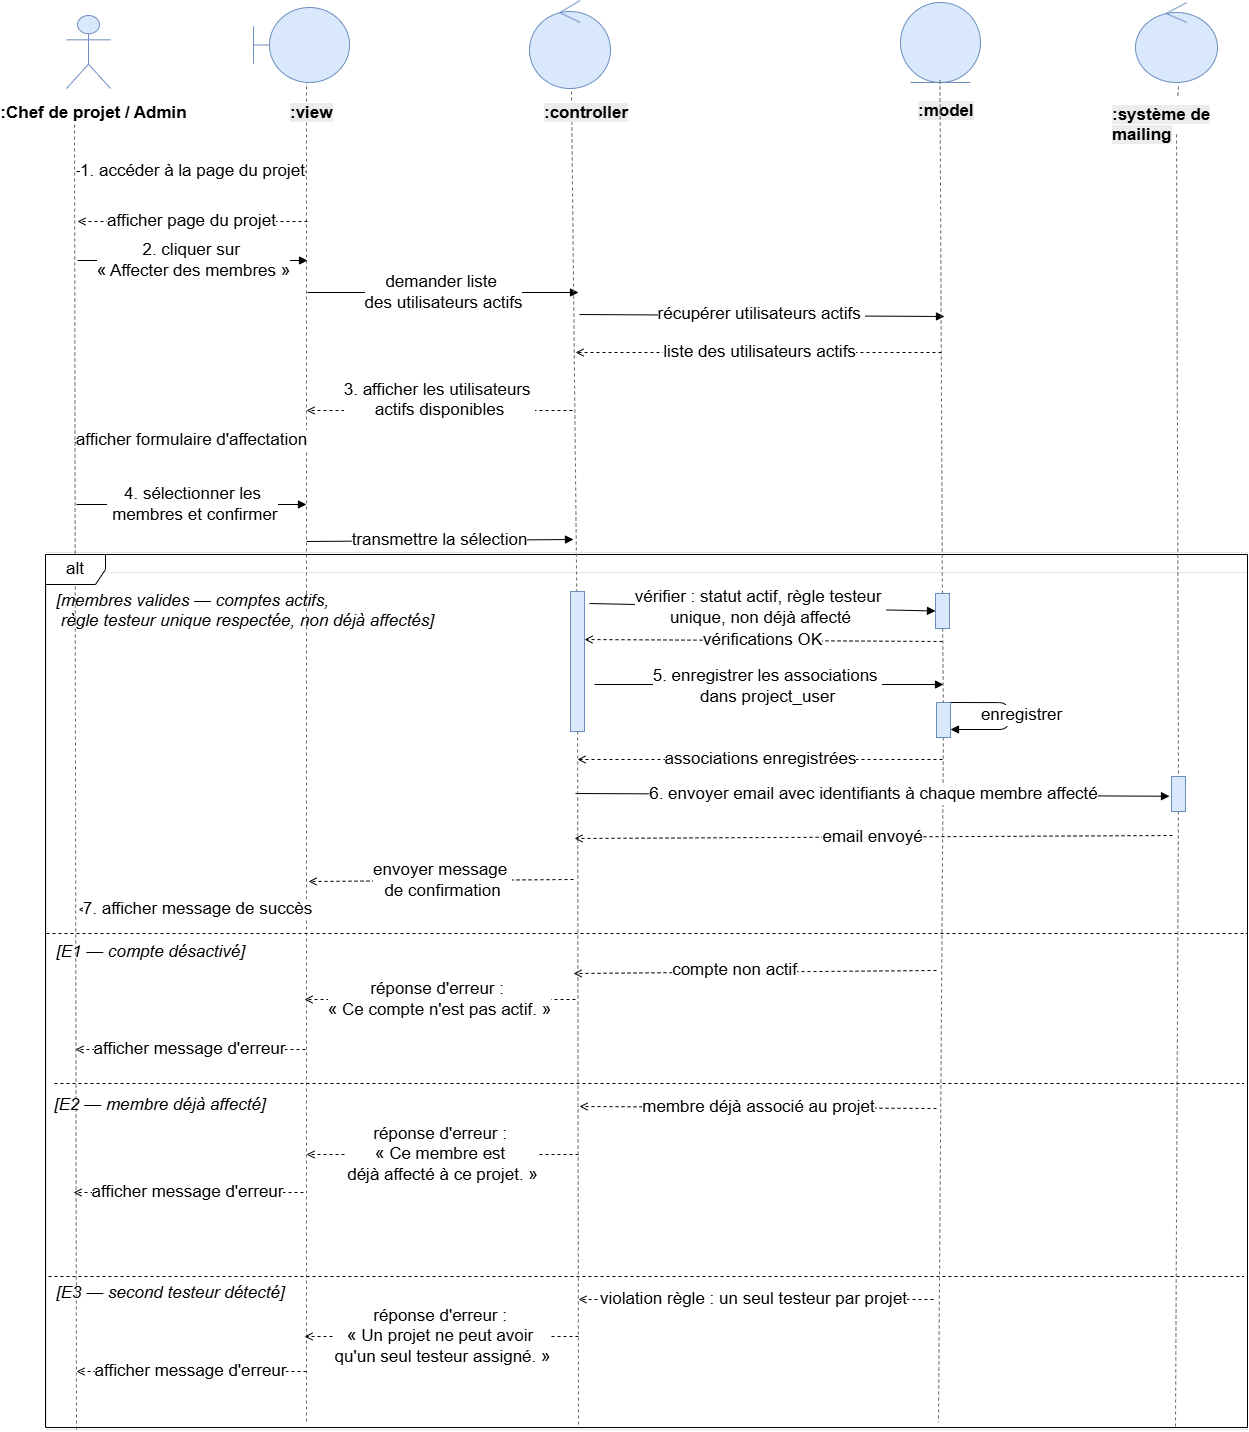 :Chef de projet / Admin
:view
:controller
:model
:système de
mailing
1. accéder à la page du projet
afficher page du projet
2. cliquer sur
« Affecter des membres »
demander liste
des utilisateurs actifs
récupérer utilisateurs actifs
liste des utilisateurs actifs
3. afficher les utilisateurs
actifs disponibles
afficher formulaire d'affectation
4. sélectionner les
membres et confirmer
transmettre la sélection
alt
[membres valides — comptes actifs,
règle testeur unique respectée, non déjà affectés]
vérifier : statut actif, règle testeur
unique, non déjà affecté
vérifications OK
5. enregistrer les associations
dans project_user
enregistrer
associations enregistrées
6. envoyer email avec identifiants à chaque membre affecté
email envoyé
envoyer message
de confirmation
7. afficher message de succès
[E1 — compte désactivé]
compte non actif
réponse d'erreur :
« Ce compte n'est pas actif. »
afficher message d'erreur
[E2 — membre déjà affecté]
membre déjà associé au projet
réponse d'erreur :
« Ce membre est
déjà affecté à ce projet. »
afficher message d'erreur
[E3 — second testeur détecté]
violation règle : un seul testeur par projet
réponse d'erreur :
« Un projet ne peut avoir
qu'un seul testeur assigné. »
afficher message d'erreur